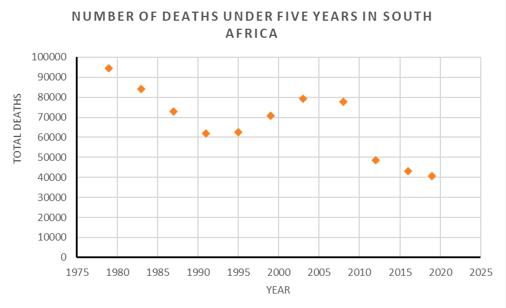 NUMBER OF DEATHS UNDER FIVE YEARS IN SOUTH
AFRICA
100000
90000
80000
70000
60000
50000
40000
30000
20000
10000
0
TOTAL DEATHS
1975 1980 1985 1990 1995 2000 2005 2010 2015 2020 2025
YEAR